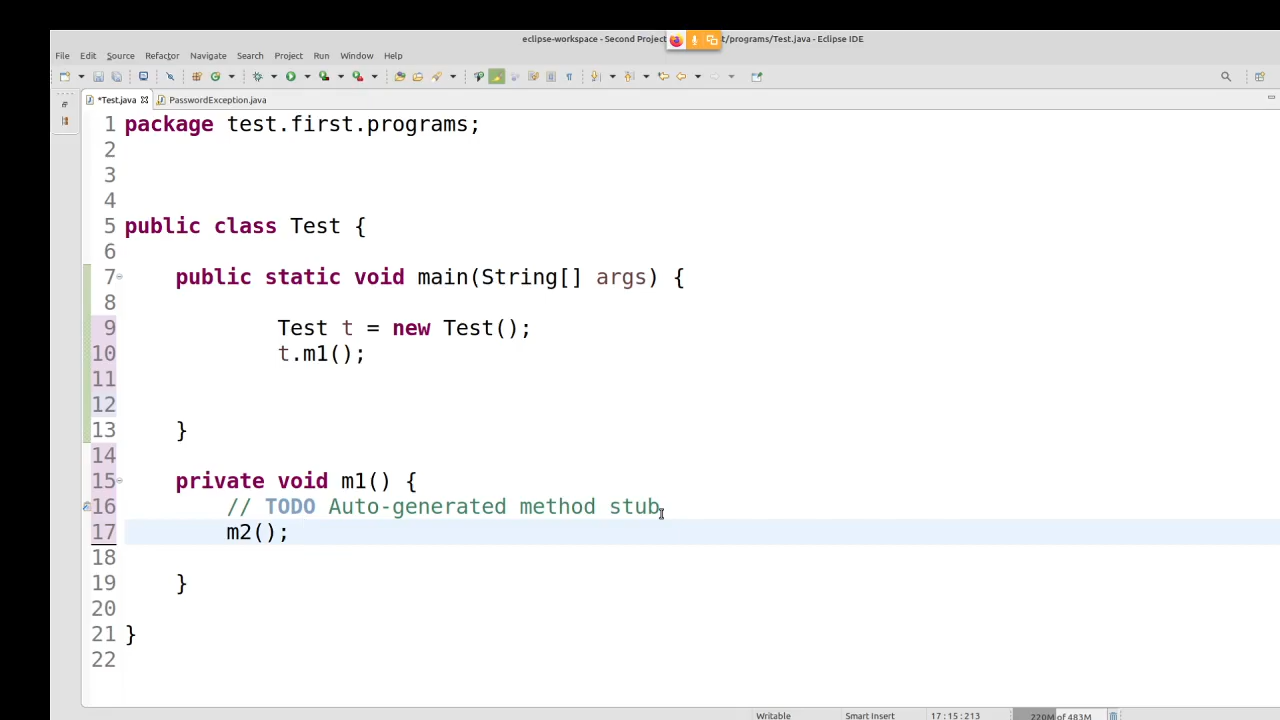 eclipse-workspace - Second Project t/programs/Test.java - Eclipse IDE
File Edit Source Refactor Navigate Search Project Run Window Help
*Test.java PasswordException.java
1 package test.first.programs;
2
3
4
5 public class Test {
6
7 public static void main(String[] args) {
8
9 Test t = new Test();
10 t.m1();
11
12
13 }
14
15 private void m1() {
16 // TODO Auto-generated method stub
17 m2();
18
19 }
20
21 }
22
Writable Smart Insert 17 : 15 : 213 220M of 483M